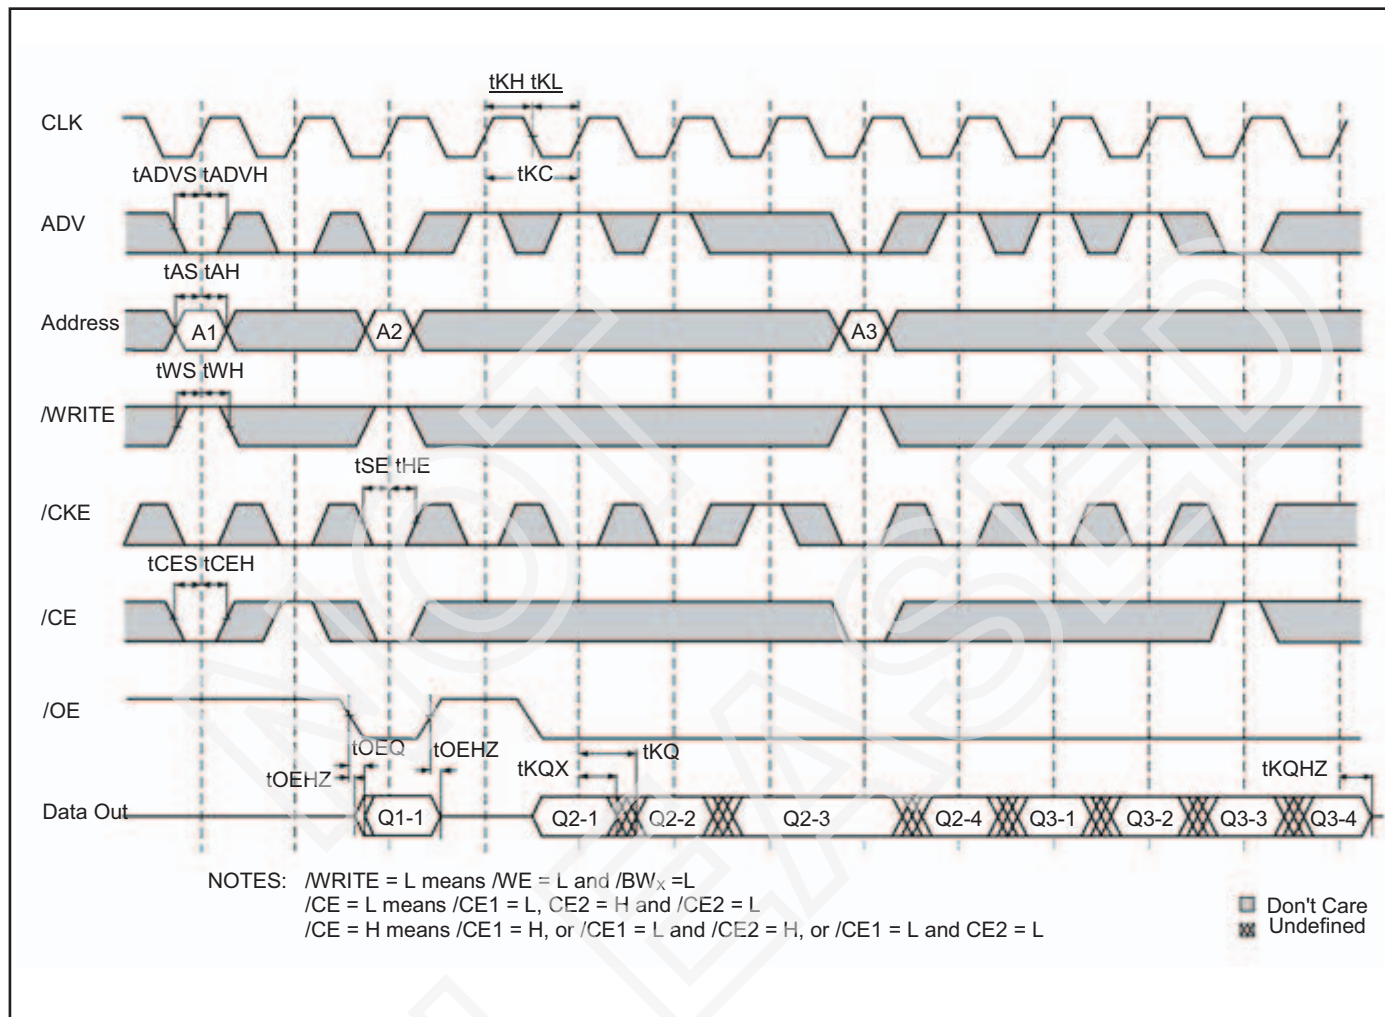 tKH tKL
CLK
tADVS tADVH
tKC
ADV
tAS tAH
Address A1 A2 A3
tWS tWH
/WRITE
tSE tHE
/CKE
tCES tCEH
/CE
/OE
tOEQ tOEHZ tKQ
tOEHZ tKQX tKQHZ
Data Out Q1-1 Q2-1 Q2-2 Q2-3 Q2-4 Q3-1 Q3-2 Q3-3 Q3-4
NOTES: /WRITE = L means /WE = L and /BWx =L
/CE = L means /CE1 = L, CE2 = H and /CE2 = L
/CE = H means /CE1 = H, or /CE1 = L and /CE2 = H, or /CE1 = L and CE2 = L
Don't Care
Undefined
NOT
RELEASED